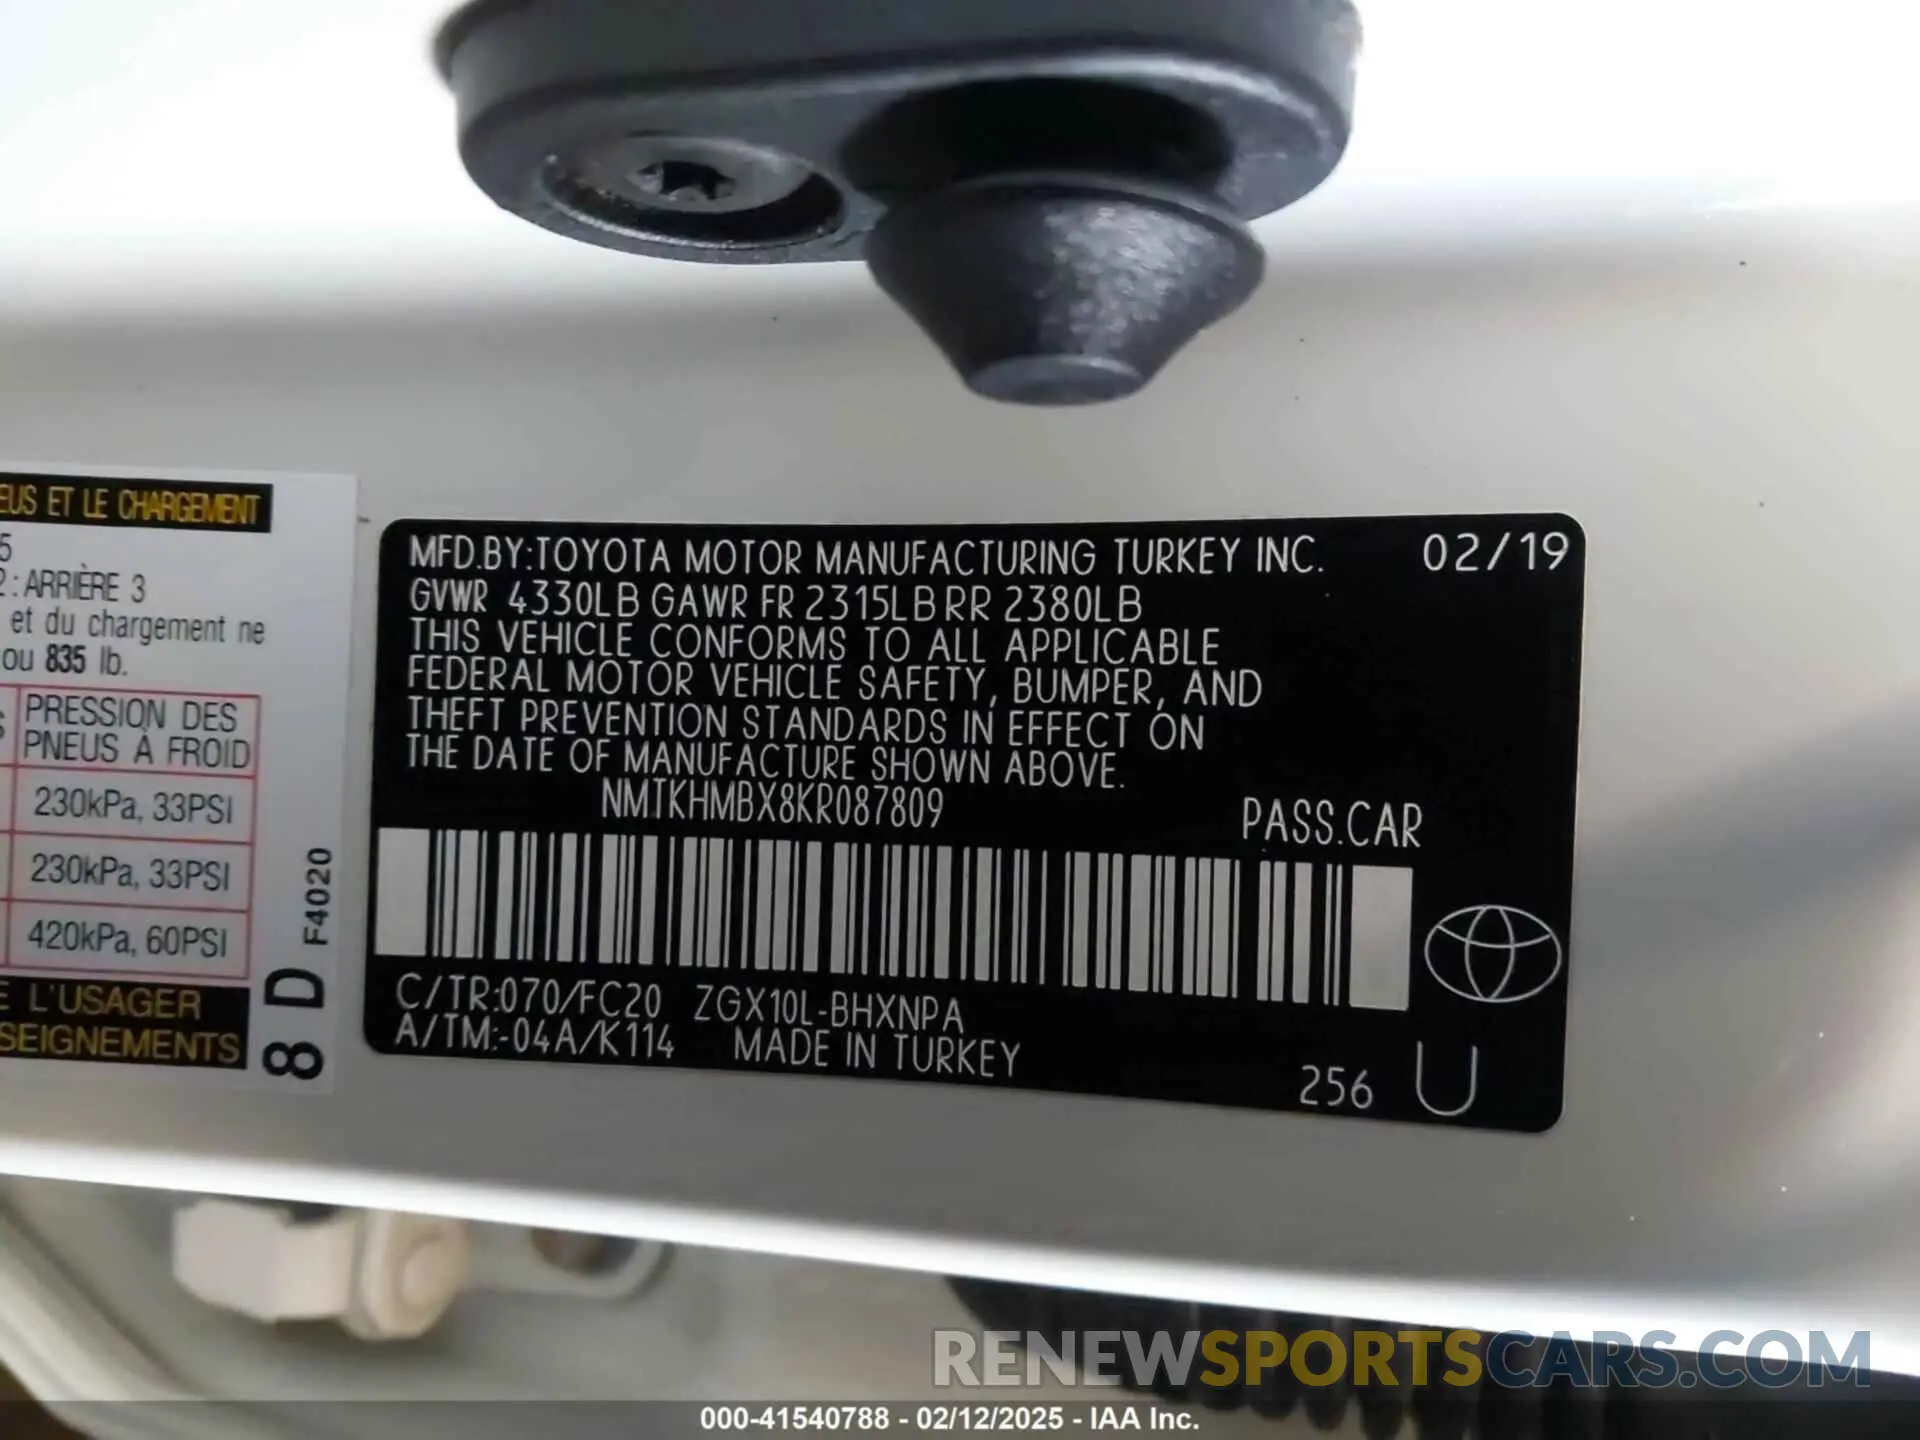 ET LE CHARGEMENT
5
2: ARRIÈRE 3
et du chargement ne
ou 835 lb.
PRESSION DES
PNEUS À FROID
230kPa, 33PSI
230kPa, 33PSI
420kPa, 60PSI
L'USAGER
8 D F4020
MFD.BY:TOYOTA MOTOR MANUFACTURING TURKEY INC. 02/19
GVWR 4330LB GAWR FR 2315LB RR 2380LB
THIS VEHICLE CONFORMS TO ALL APPLICABLE
FEDERAL MOTOR VEHICLE SAFETY, BUMPER, AND
THEFT PREVENTION STANDARDS IN EFFECT ON
THE DATE OF MANUFACTURE SHOWN ABOVE.
NMTKHMBX8KR087809
PASS.CAR
C/TR:070/FC20 ZGX10L-BHXNPA
A/TM:-04A/K114 MADE IN TURKEY
256 U
RENEWSPORTSCARS.COM
000-41540788 - 02/12/2025 - IAA Inc.